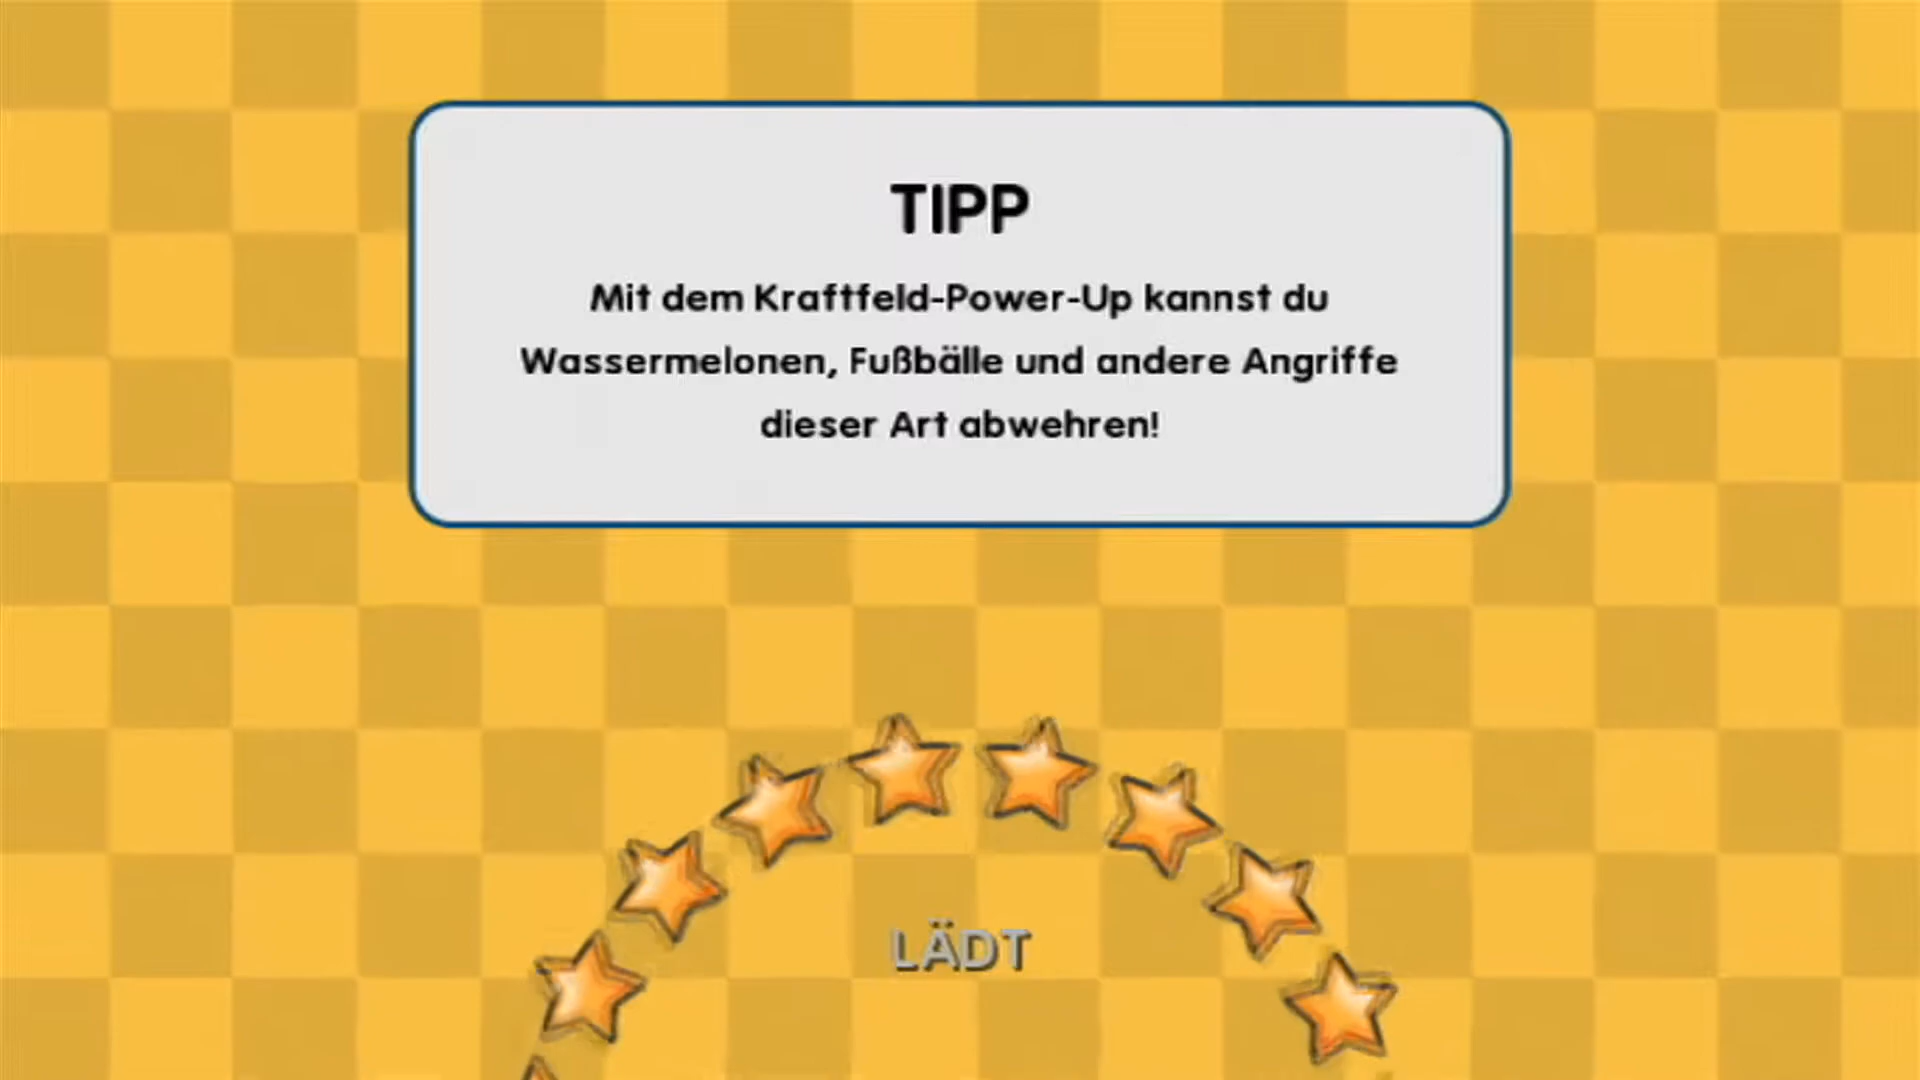 TIPP
Mit dem Kraftfeld-Power-Up kannst du
Wassermelonen, Fußbälle und andere Angriffe
dieser Art abwehren!
LÄDT